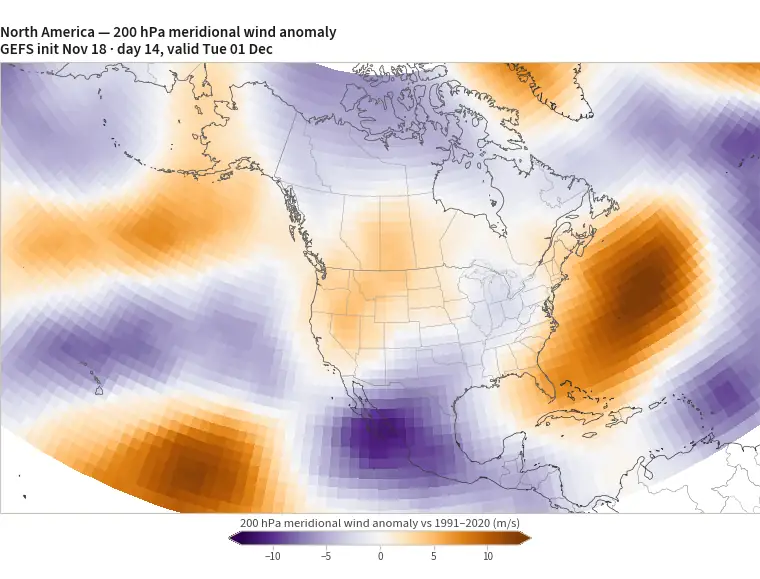 North America — 200 hPa meridional wind anomaly
GEFS init Nov 18 · day 14, valid Tue 01 Dec
200 hPa meridional wind anomaly vs 1991–2020 (m/s)
−10 −5 0 5 10